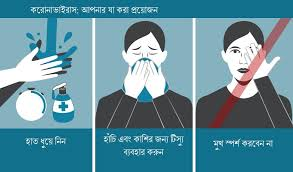 করোনাভাইরাস: আপনার যা করা প্রয়োজন
হাত ধুয়ে নিন
হাঁচি এবং কাশির জন্য টিস্যু
ব্যবহার করুন
মুখ স্পর্শ করবেন না